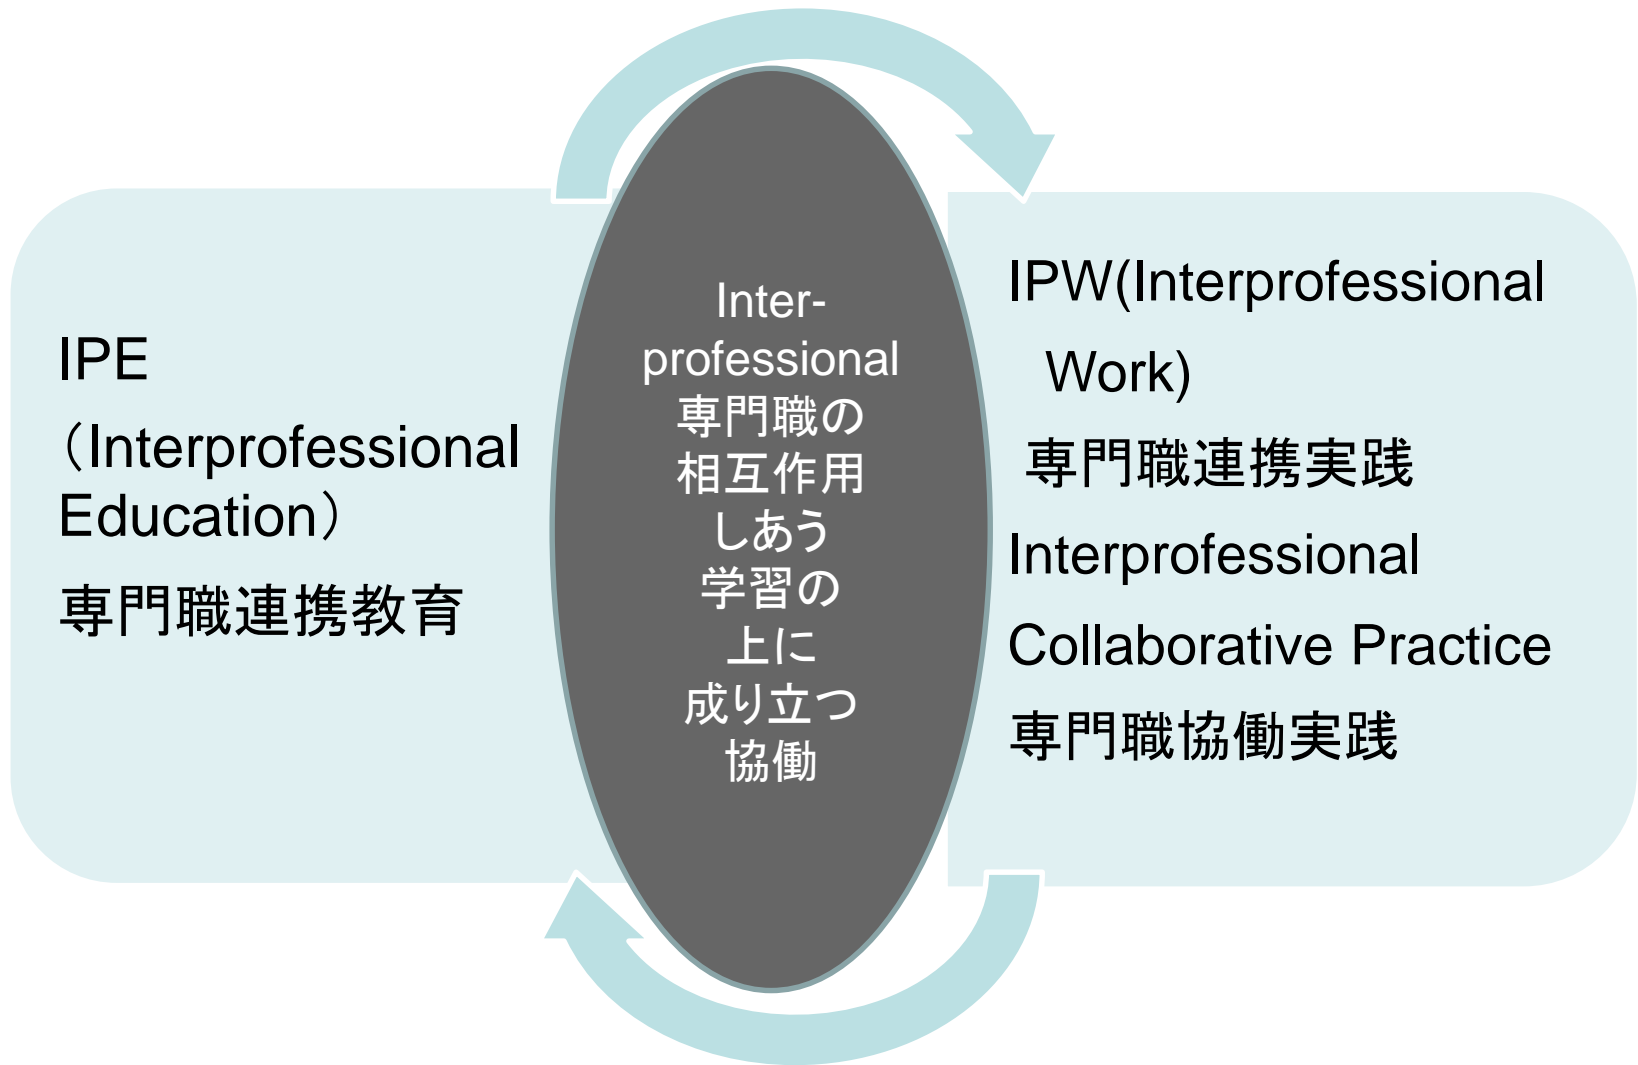 IPE
（Interprofessional
Education）
専門職連携教育
Inter-
professional
専門職の
相互作用
しあう
学習の
上に
成り立つ
協働
IPW(Interprofessional
Work)
専門職連携実践
Interprofessional
Collaborative Practice
専門職協働実践